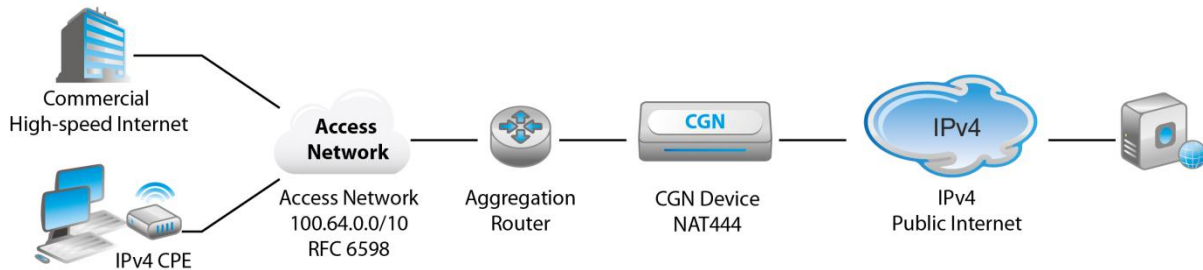 Commercial
High-speed Internet
IPv4 CPE
Access
Network
Access Network
100.64.0.0/10
RFC 6598
Aggregation
Router
CGN
CGN Device
NAT444
IPv4
IPv4
Public Internet